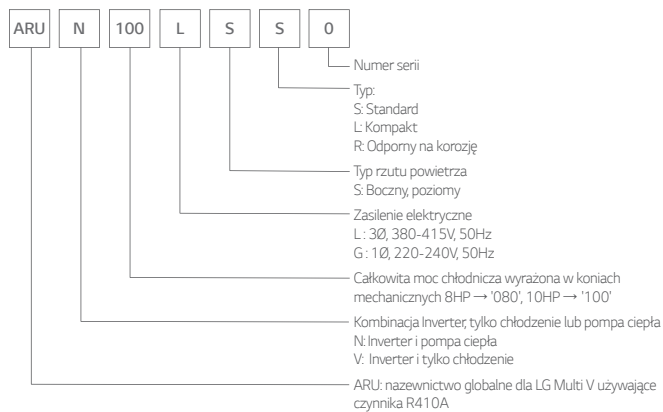 ARU N 100 L S S 0
Numer serii
Typ:
S: Standard
L: Kompakt
R: Odporny na korozję
Typ rzutu powietrza
S: Boczny, poziomy
Zasilenie elektryczne
L : 3Ø, 380-415V, 50Hz
G : 1Ø, 220-240V, 50Hz
Całkowita moc chłodnicza wyrażona w koniach
mechanicznych 8HP → '080', 10HP → '100'
Kombinacja Inverter, tylko chłodzenie lub pompa ciepła
N: Inverter i pompa ciepła
V: Inverter i tylko chłodzenie
ARU: nazewnictwo globalne dla LG Multi V używające
czynnika R410A